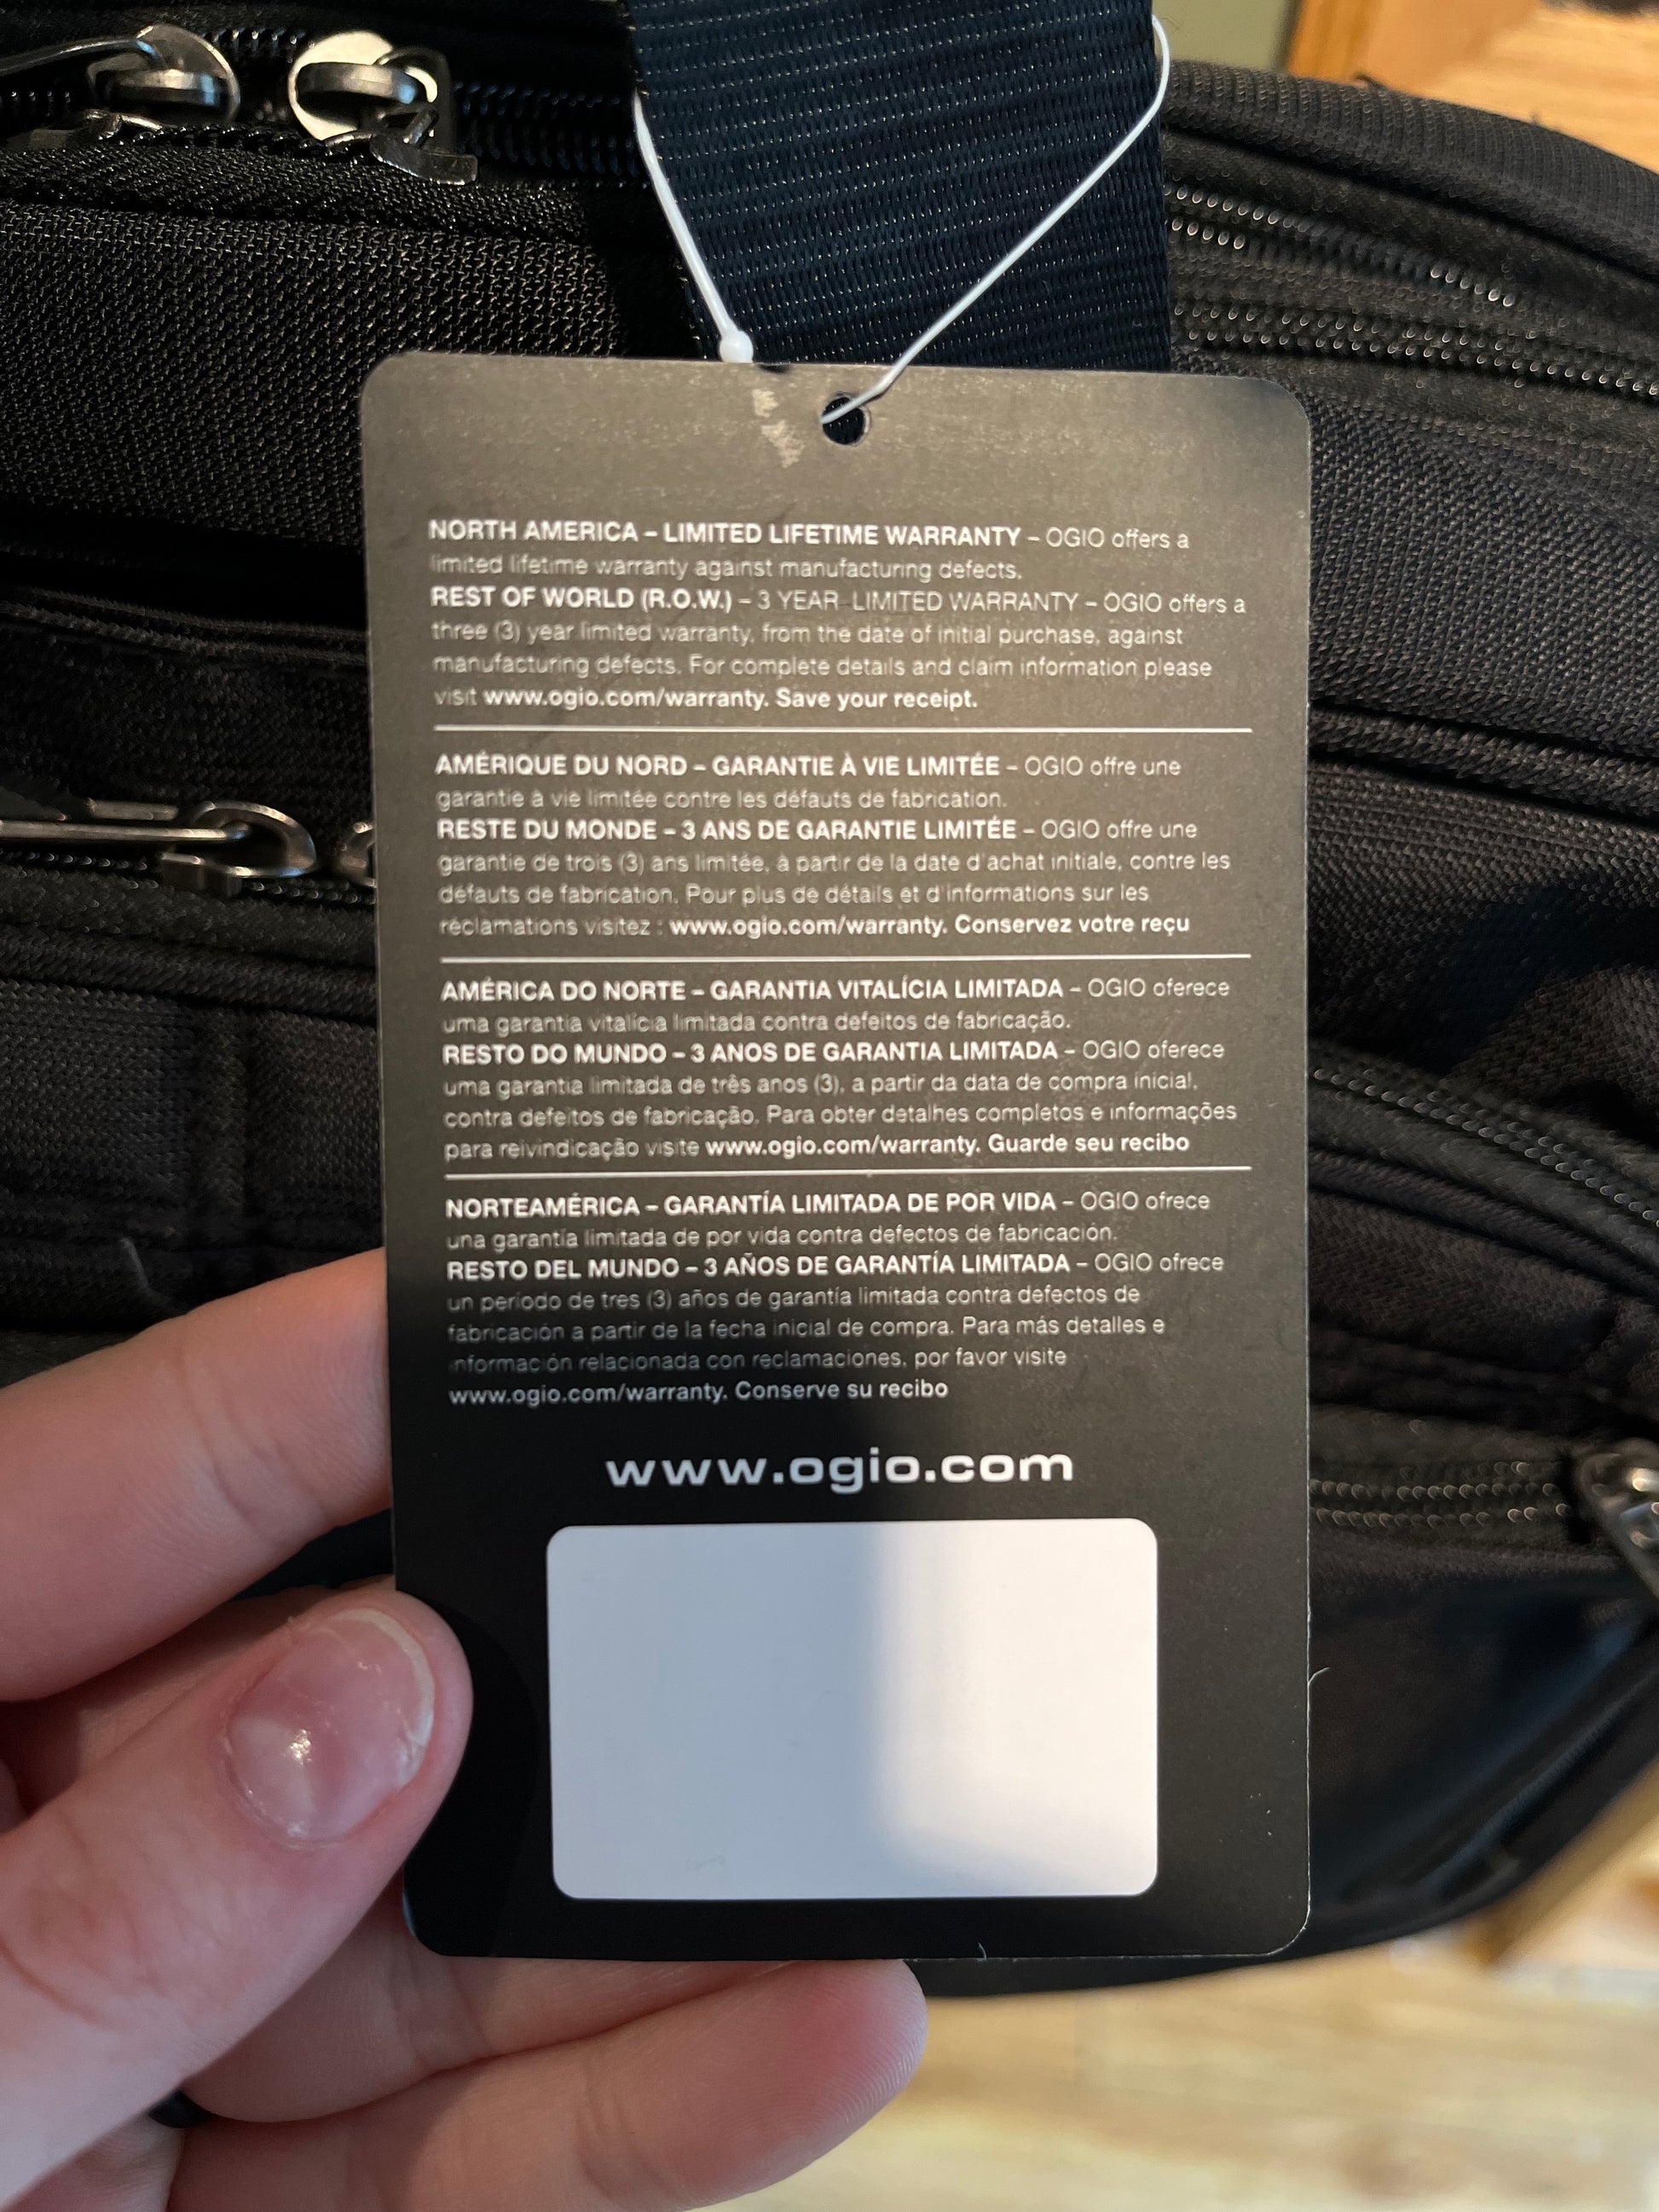 NORTH AMERICA – LIMITED LIFETIME WARRANTY – OGIO offers a
limited lifetime warranty against manufacturing defects.
REST OF WORLD (R.O.W.) – 3 YEAR LIMITED WARRANTY – OGIO offers a
three (3) year limited warranty, from the date of initial purchase, against
manufacturing defects. For complete details and claim information please
visit www.ogio.com/warranty. Save your receipt.
AMÉRIQUE DU NORD – GARANTIE À VIE LIMITÉE – OGIO offre une
garantie à vie limitée contre les défauts de fabrication.
RESTE DU MONDE – 3 ANS DE GARANTIE LIMITÉE – OGIO offre une
garantie de trois (3) ans limitée, à partir de la date d'achat initiale, contre les
défauts de fabrication. Pour plus de détails et d'informations sur les
réclamations visitez : www.ogio.com/warranty. Conservez votre reçu
AMÉRICA DO NORTE – GARANTIA VITALÍCIA LIMITADA – OGIO oferece
uma garantia vitalícia limitada contra defeitos de fabricação.
RESTO DO MUNDO – 3 ANOS DE GARANTIA LIMITADA – OGIO oferece
uma garantia limitada de três anos (3), a partir da data de compra inicial,
contra defeitos de fabricação. Para obter detalhes completos e informações
para reivindicação visite www.ogio.com/warranty. Guarde seu recibo
NORTEAMÉRICA – GARANTÍA LIMITADA DE POR VIDA – OGIO ofrece
una garantía limitada de por vida contra defectos de fabricación.
RESTO DEL MUNDO – 3 AÑOS DE GARANTÍA LIMITADA – OGIO ofrece
un período de tres (3) años de garantía limitada contra defectos de
fabricación a partir de la fecha inicial de compra. Para más detalles e
información relacionada con reclamaciones, por favor visite
www.ogio.com/warranty. Conserve su recibo
www.ogio.com